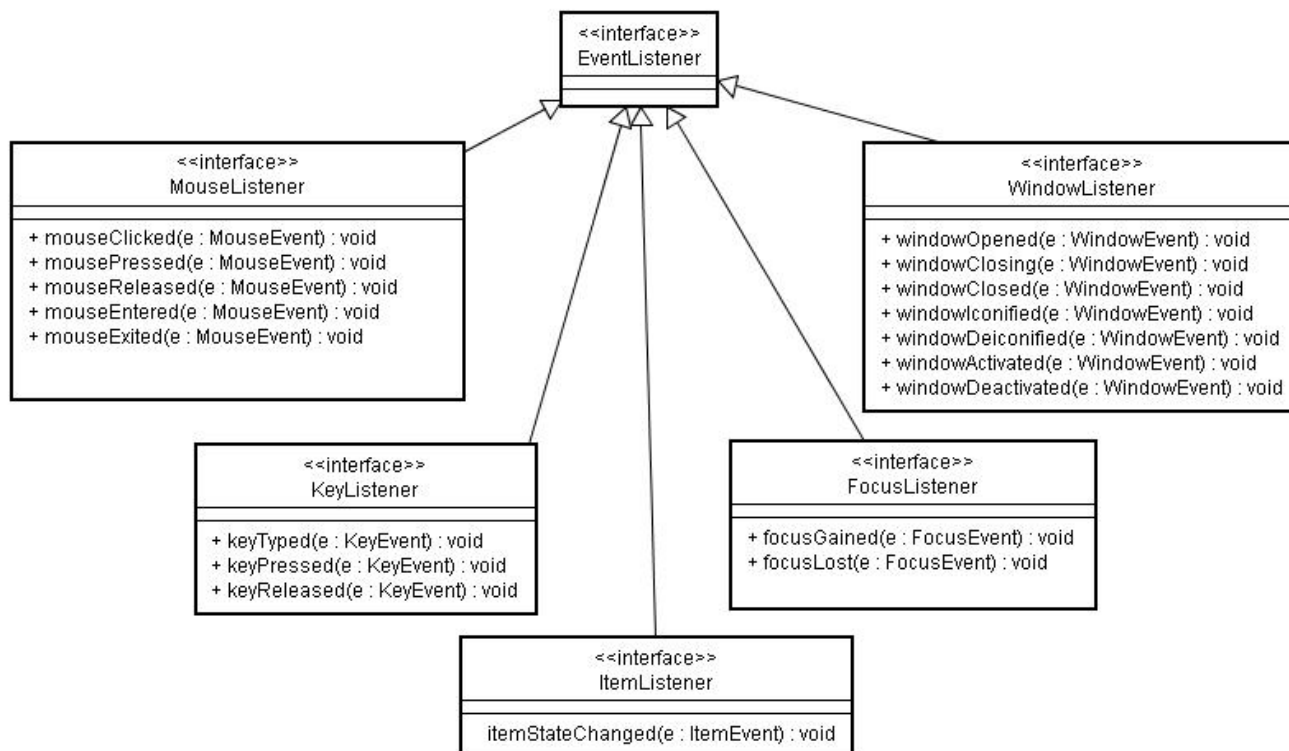 <<interface>>
EventListener
<<interface>>
MouseListener
+ mouseClicked(e : MouseEvent) : void
+ mousePressed(e : MouseEvent) : void
+ mouseReleased(e : MouseEvent) : void
+ mouseEntered(e : MouseEvent) : void
+ mouseExited(e : MouseEvent) : void
<<interface>>
WindowListener
+ windowOpened(e : WindowEvent) : void
+ windowClosing(e : WindowEvent) : void
+ windowClosed(e : WindowEvent) : void
+ windowIconified(e : WindowEvent) : void
+ windowDeiconified(e : WindowEvent) : void
+ windowActivated(e : WindowEvent) : void
+ windowDeactivated(e : WindowEvent) : void
<<interface>>
KeyListener
+ keyTyped(e : KeyEvent) : void
+ keyPressed(e : KeyEvent) : void
+ keyReleased(e : KeyEvent) : void
<<interface>>
FocusListener
+ focusGained(e : FocusEvent) : void
+ focusLost(e : FocusEvent) : void
<<interface>>
ItemListener
itemStateChanged(e : ItemEvent) : void